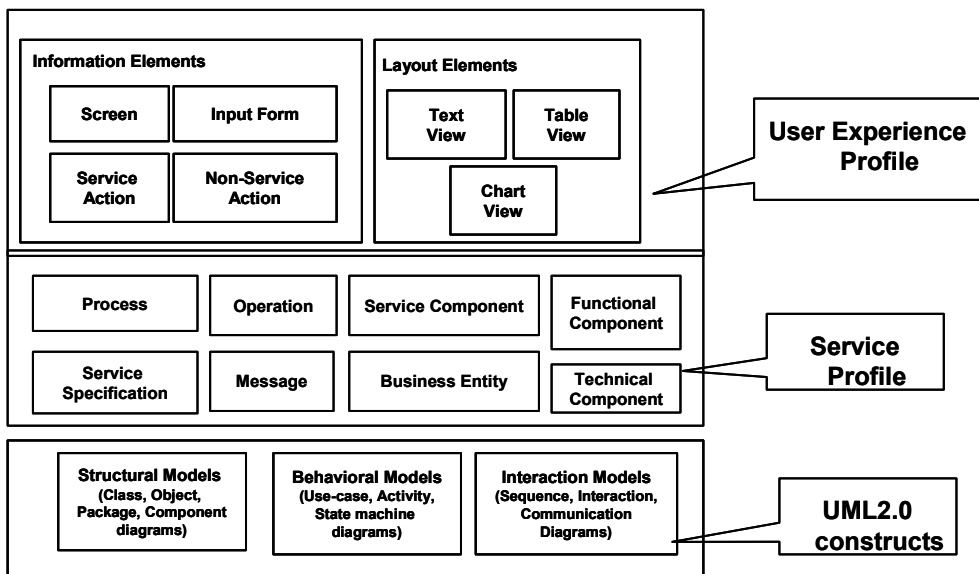 Information Elements
Screen
Input Form
Service
Action
Non-Service
Action
Layout Elements
Text
View
Table
View
Chart
View
User Experience
Profile
Process
Operation
Service Component
Functional
Component
Service
Specification
Message
Business Entity
Technical
Component
Service
Profile
Structural Models
(Class, Object,
Package, Component
diagrams)
Behavioral Models
(Use-case, Activity,
State machine
diagrams)
Interaction Models
(Sequence, Interaction,
Communication
Diagrams)
UML2.0
constructs